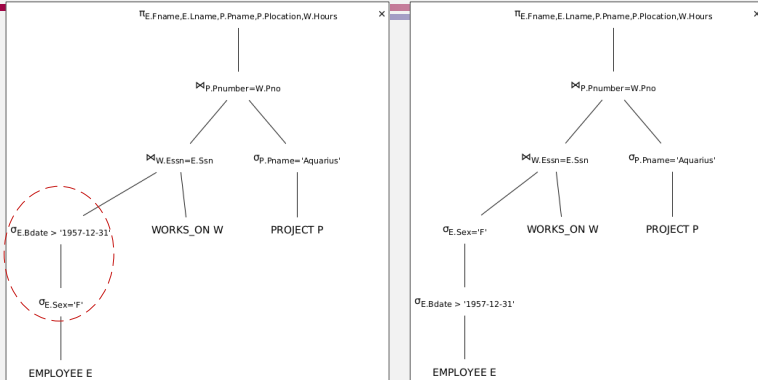 πE.Fname,E.Lname,P.Pname,P.Plocation,W.Hours
×
⋈P.Pnumber=W.Pno
⋈W.Essn=E.Ssn
σP.Pname='Aquarius'
σE.Bdate > '1957-12-31'
WORKS_ON W
PROJECT P
σE.Sex='F'
EMPLOYEE E
πE.Fname,E.Lname,P.Pname,P.Plocation,W.Hours
×
⋈P.Pnumber=W.Pno
⋈W.Essn=E.Ssn
σP.Pname='Aquarius'
σE.Sex='F'
WORKS_ON W
PROJECT P
σE.Bdate > '1957-12-31'
EMPLOYEE E